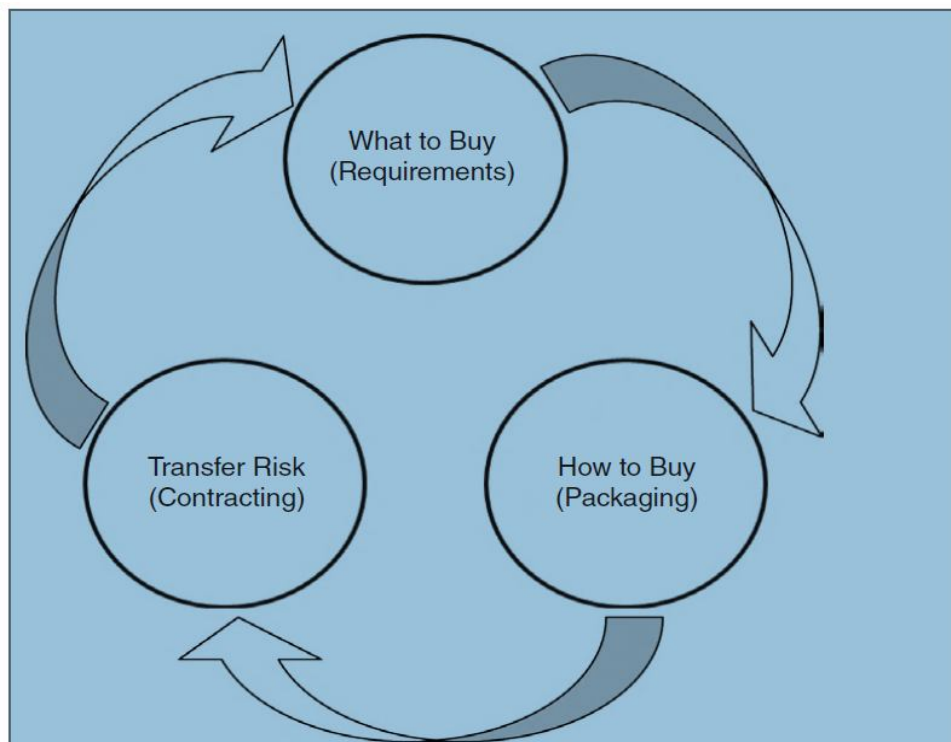 What to Buy
(Requirements)
Transfer Risk
(Contracting)
How to Buy
(Packaging)